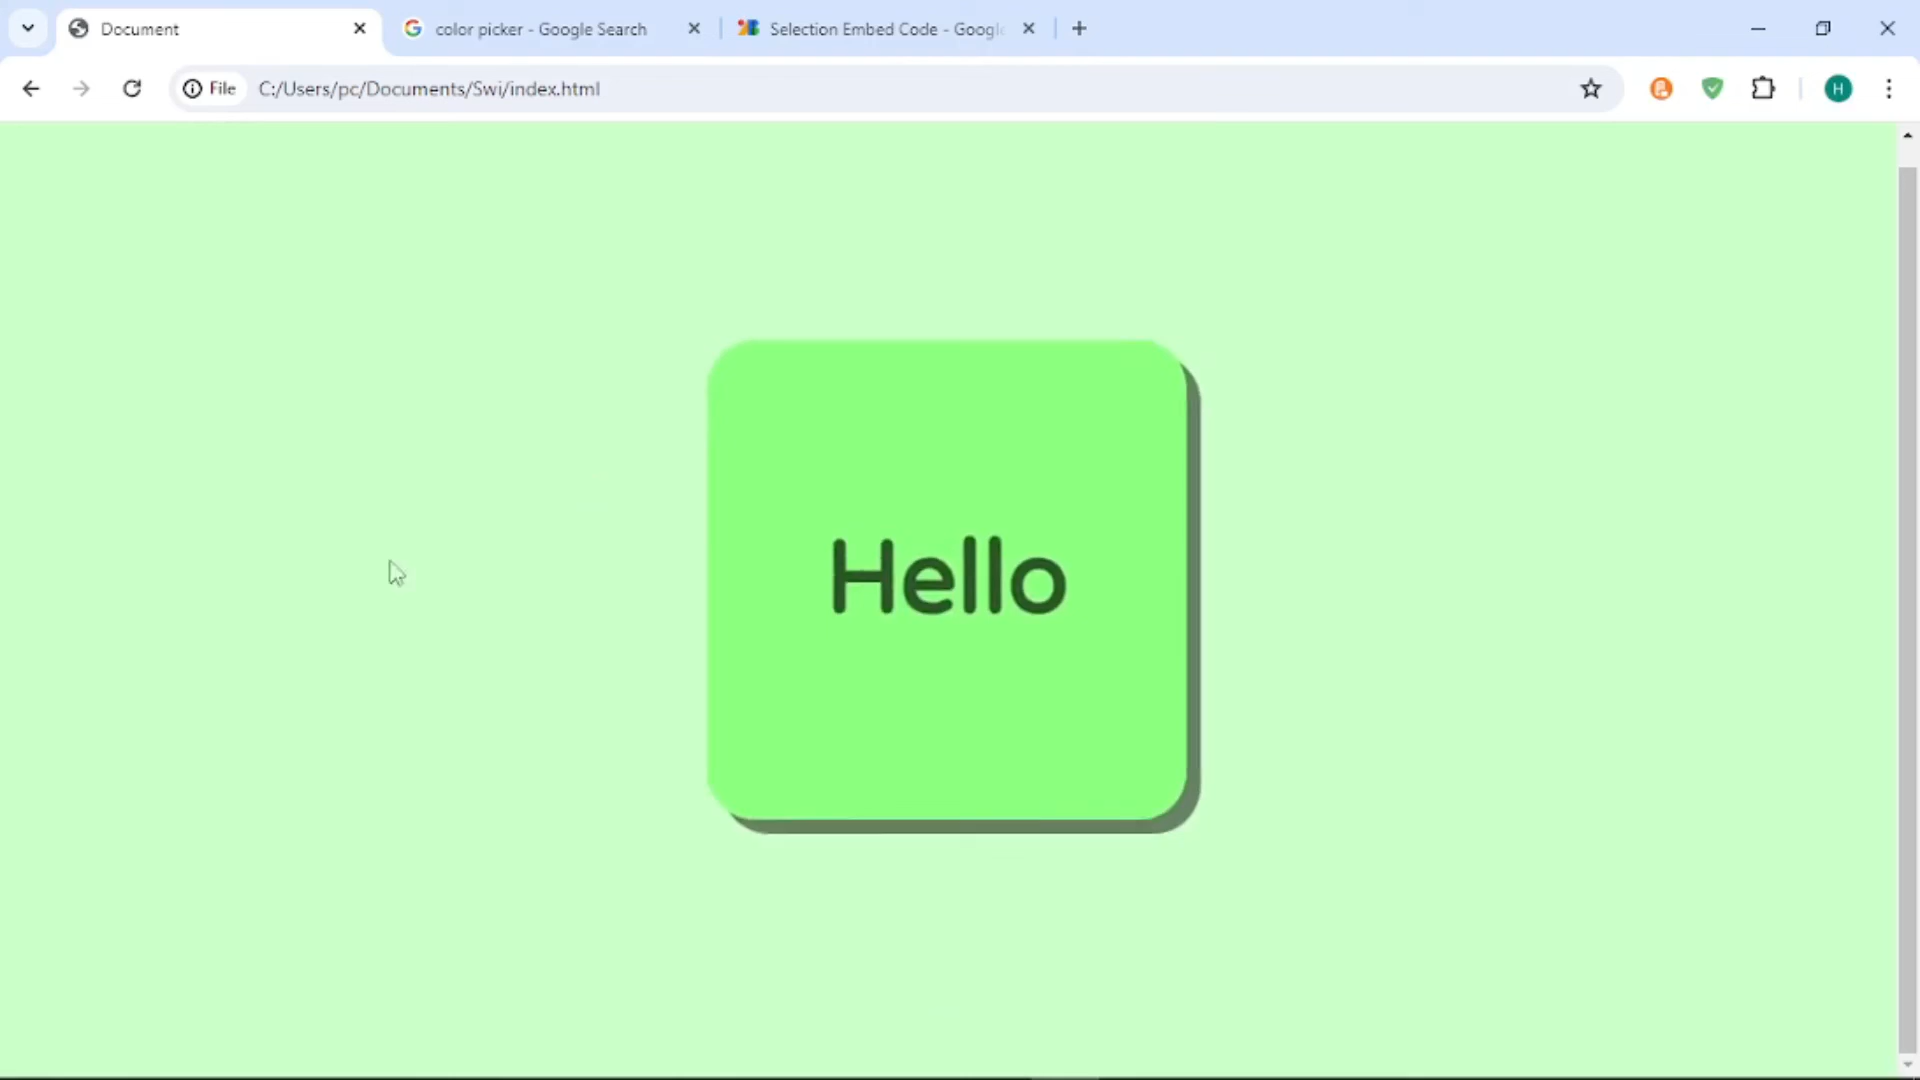 Document
color picker - Google Search
Selection Embed Code - Googl
File
C:/Users/pc/Documents/Swi/index.html
H
Hello